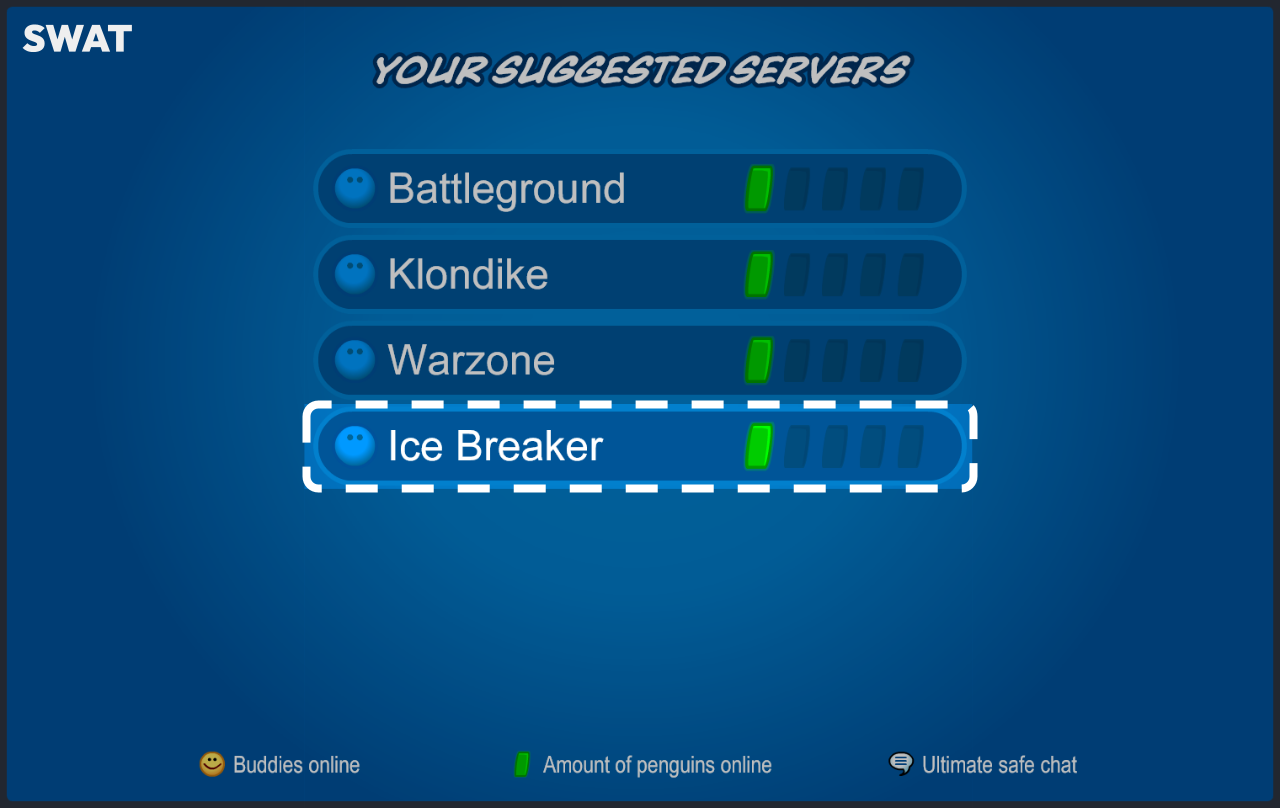 SWAT
YOUR SUGGESTED SERVERS
Battleground
Klondike
Warzone
Ice Breaker
Buddies online
Amount of penguins online
Ultimate safe chat